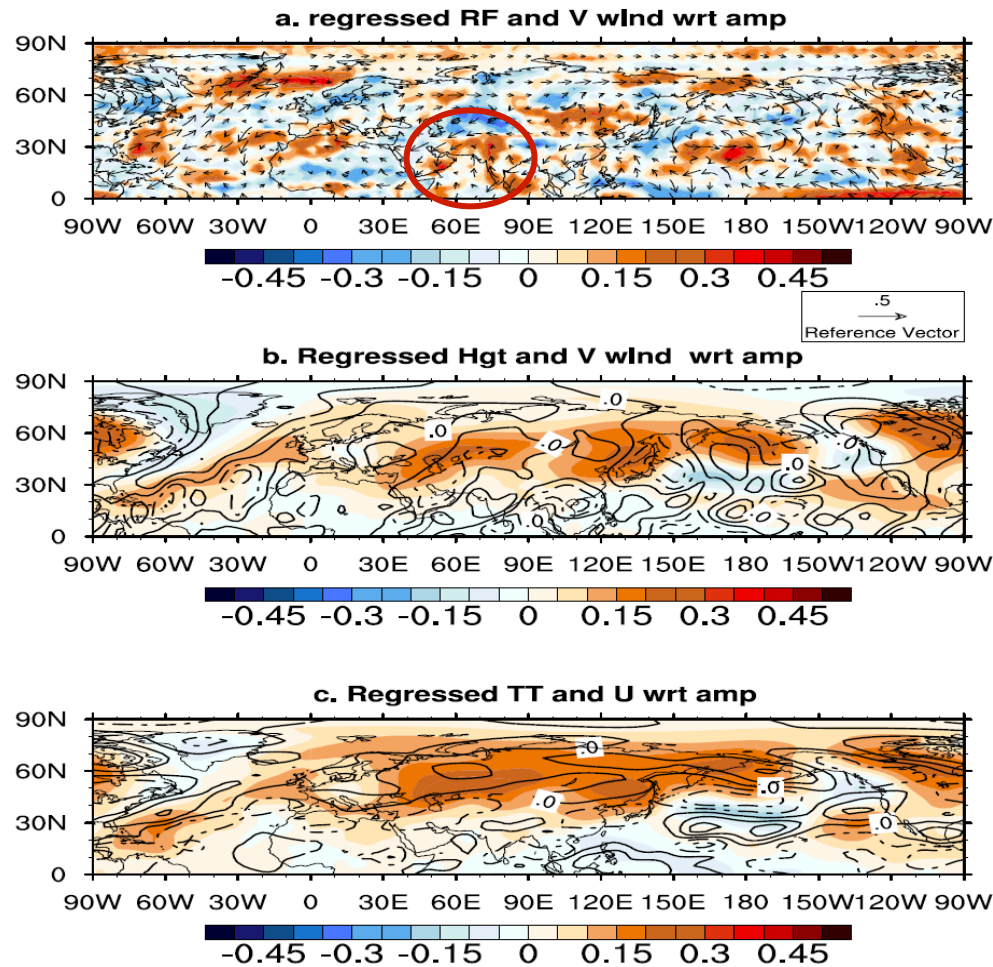 a. regressed RF and V wInd wrt amp
90N
60N
30N
0
90W 60W 30W 0 30E 60E 90E 120E 150E 180 150W 120W 90W
-0.45 -0.3 -0.15 0 0.15 0.3 0.45
.5
Reference Vector
b. Regressed Hgt and V wInd wrt amp
90N
60N
30N
0
.0 .0 .0 .0 .0 .0 .0
90W 60W 30W 0 30E 60E 90E 120E 150E 180 150W 120W 90W
-0.45 -0.3 -0.15 0 0.15 0.3 0.45
c. Regressed TT and U wrt amp
90N
60N
30N
0
.0 .0 .0 .0
90W 60W 30W 0 30E 60E 90E 120E 150E 180 150W 120W 90W
-0.45 -0.3 -0.15 0 0.15 0.3 0.45